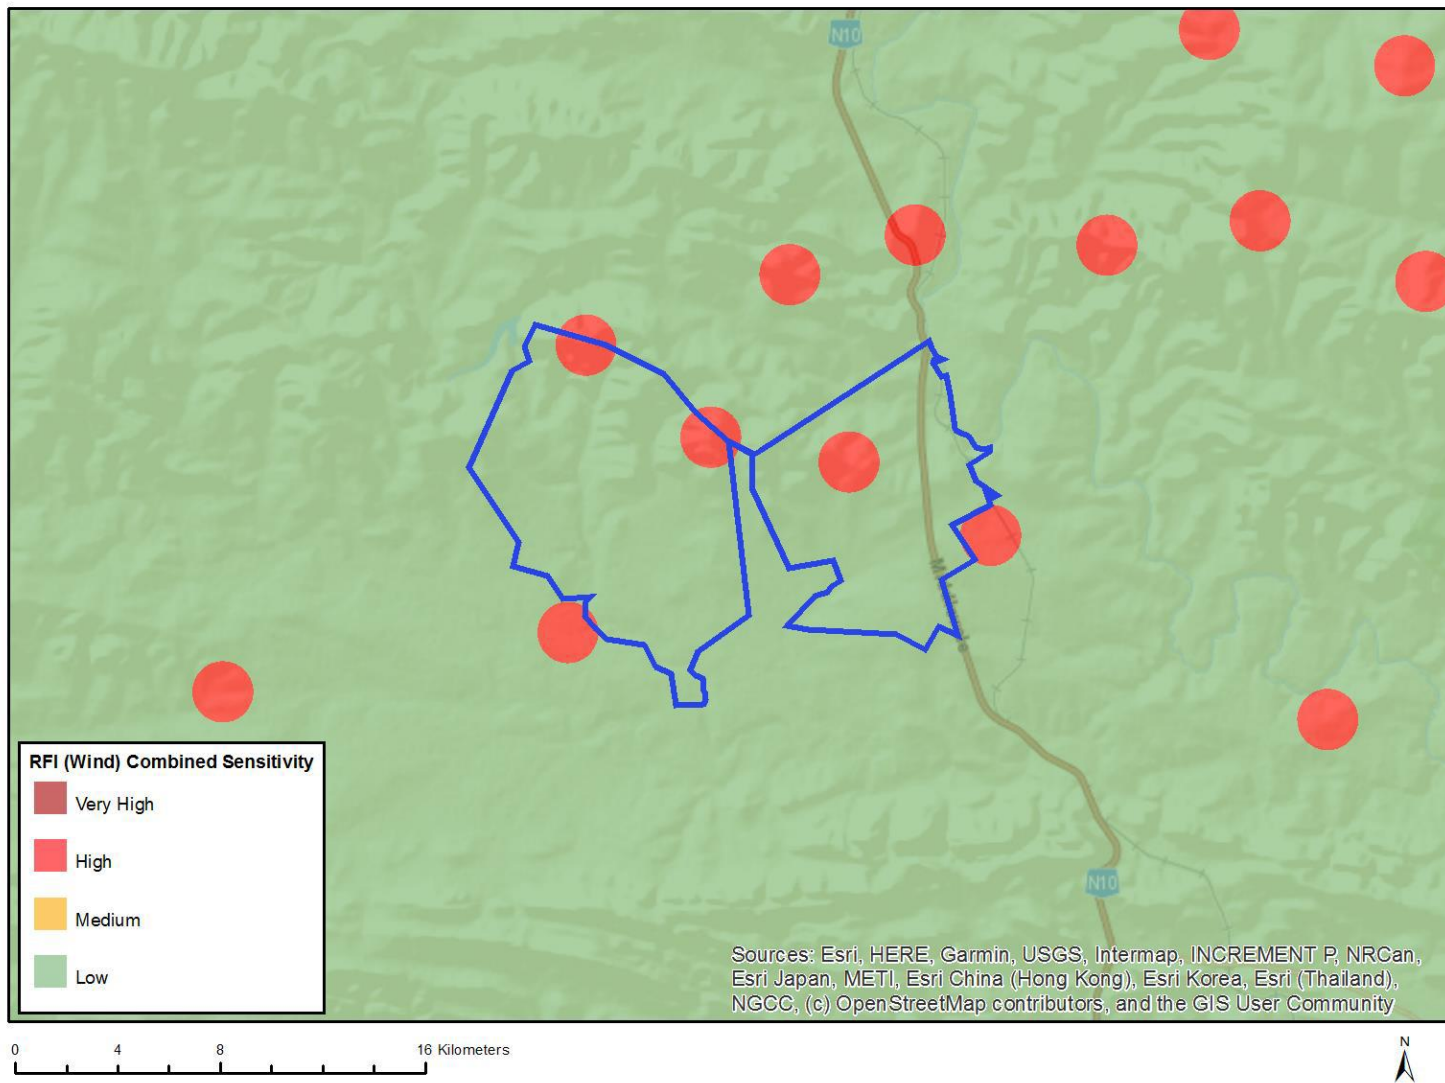 N10
N10
RFI (Wind) Combined Sensitivity
Very High
High
Medium
Low
Sources: Esri, HERE, Garmin, USGS, Intermap, INCREMENT P, NRCan,
Esri Japan, METI, Esri China (Hong Kong), Esri Korea, Esri (Thailand),
NGCC, (c) OpenStreetMap contributors, and the GIS User Community
0 4 8 16 Kilometers
N